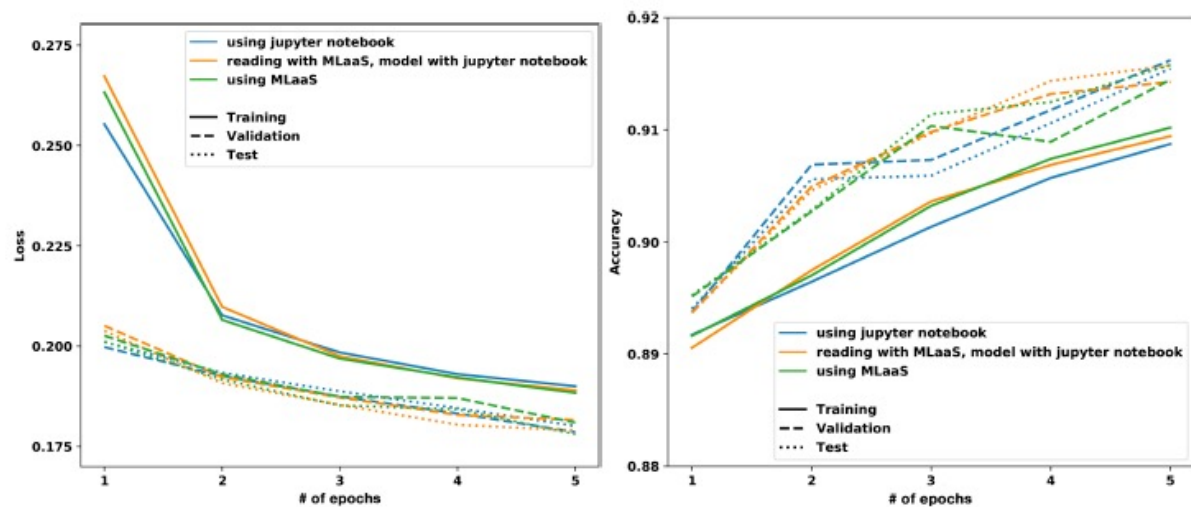 0.275
0.250
0.225
0.200
0.175
Loss
using jupyter notebook
reading with MLaaS, model with jupyter notebook
using MLaaS
Training
Validation
Test
1 2 3 4 5
# of epochs
0.92
0.91
0.90
0.89
0.88
Accuracy
using jupyter notebook
reading with MLaaS, model with jupyter notebook
using MLaaS
Training
Validation
Test
1 2 3 4 5
# of epochs